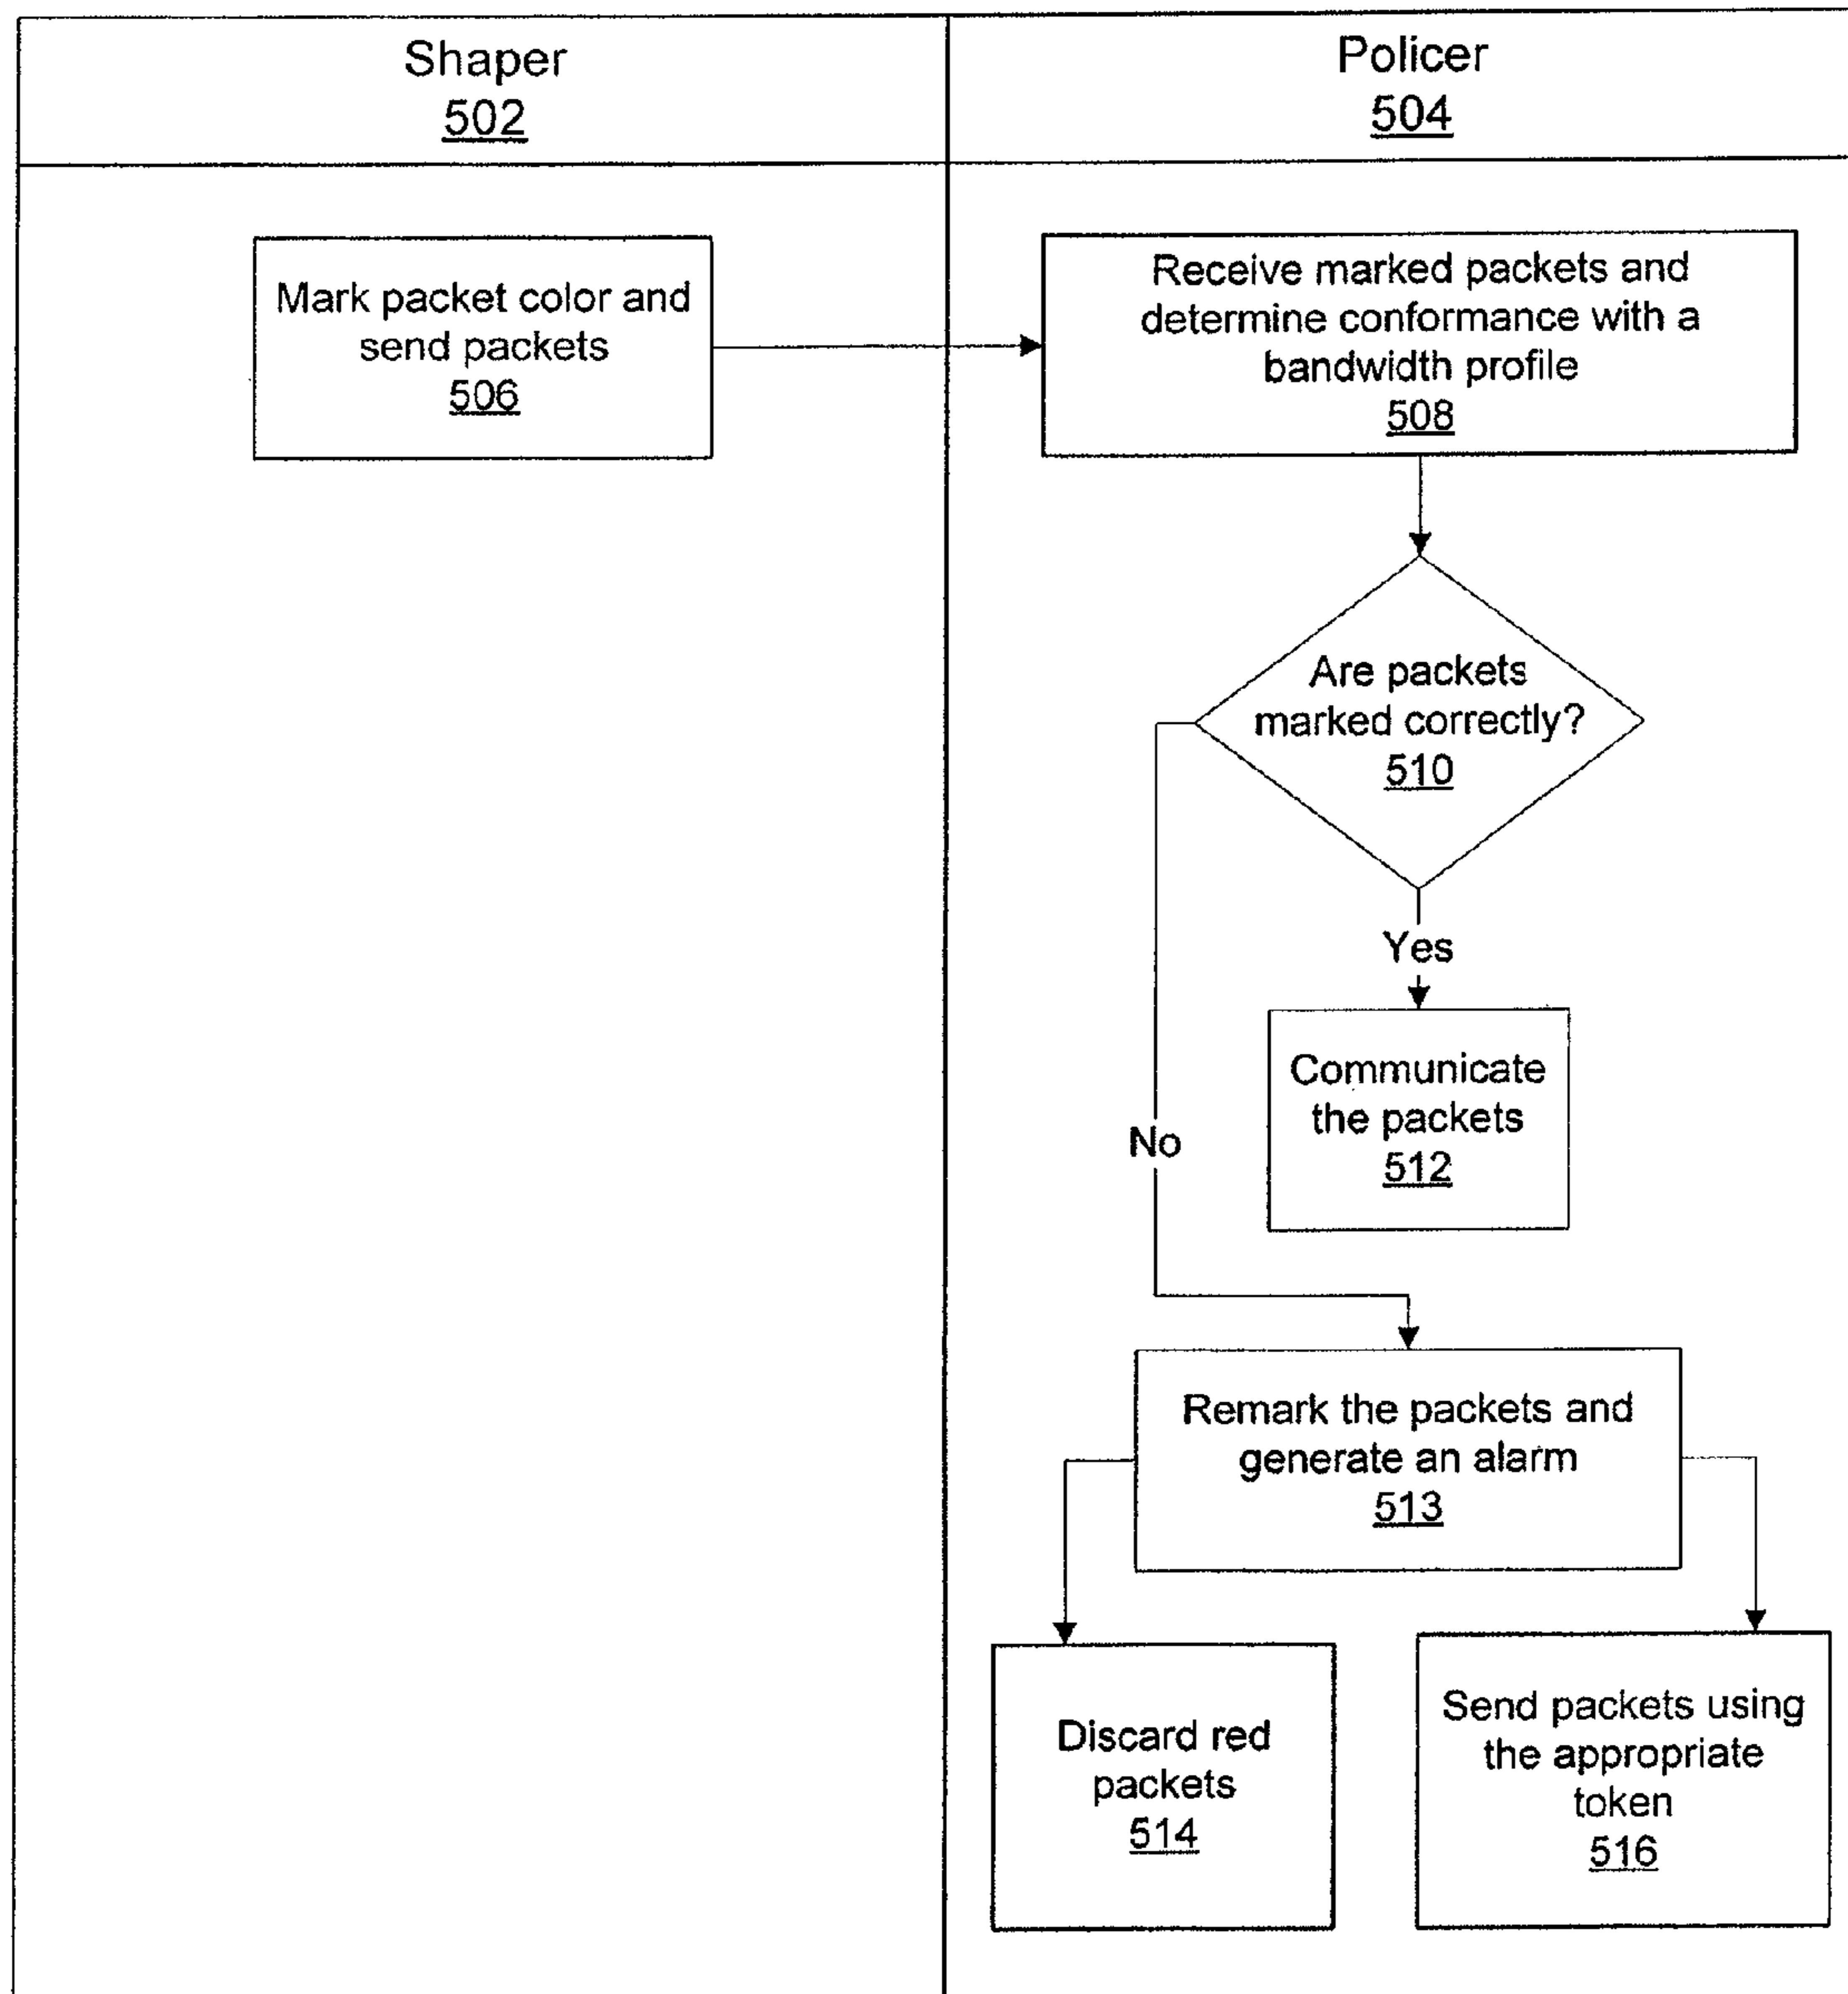 Shaper
502
Policer
504
Mark packet color and
send packets
506
Receive marked packets and
determine conformance with a
bandwidth profile
508
Are packets
marked correctly?
510
Yes
Communicate
the packets
512
No
Remark the packets and
generate an alarm
513
Discard red
packets
514
Send packets using
the appropriate
token
516